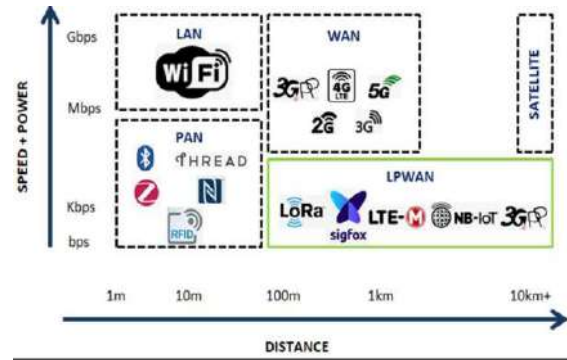 SPEED + POWER
Gbps
Mbps
Kbps
bps
LAN
WiFi
WAN
3GPP
4G
LTE
5G
2G
3G
SATELLITE
PAN
THREAD
RFID
LPWAN
LoRa
sigfox
LTE-M
NB-IoT
3GPP
1m
10m
100m
1km
10km+
DISTANCE